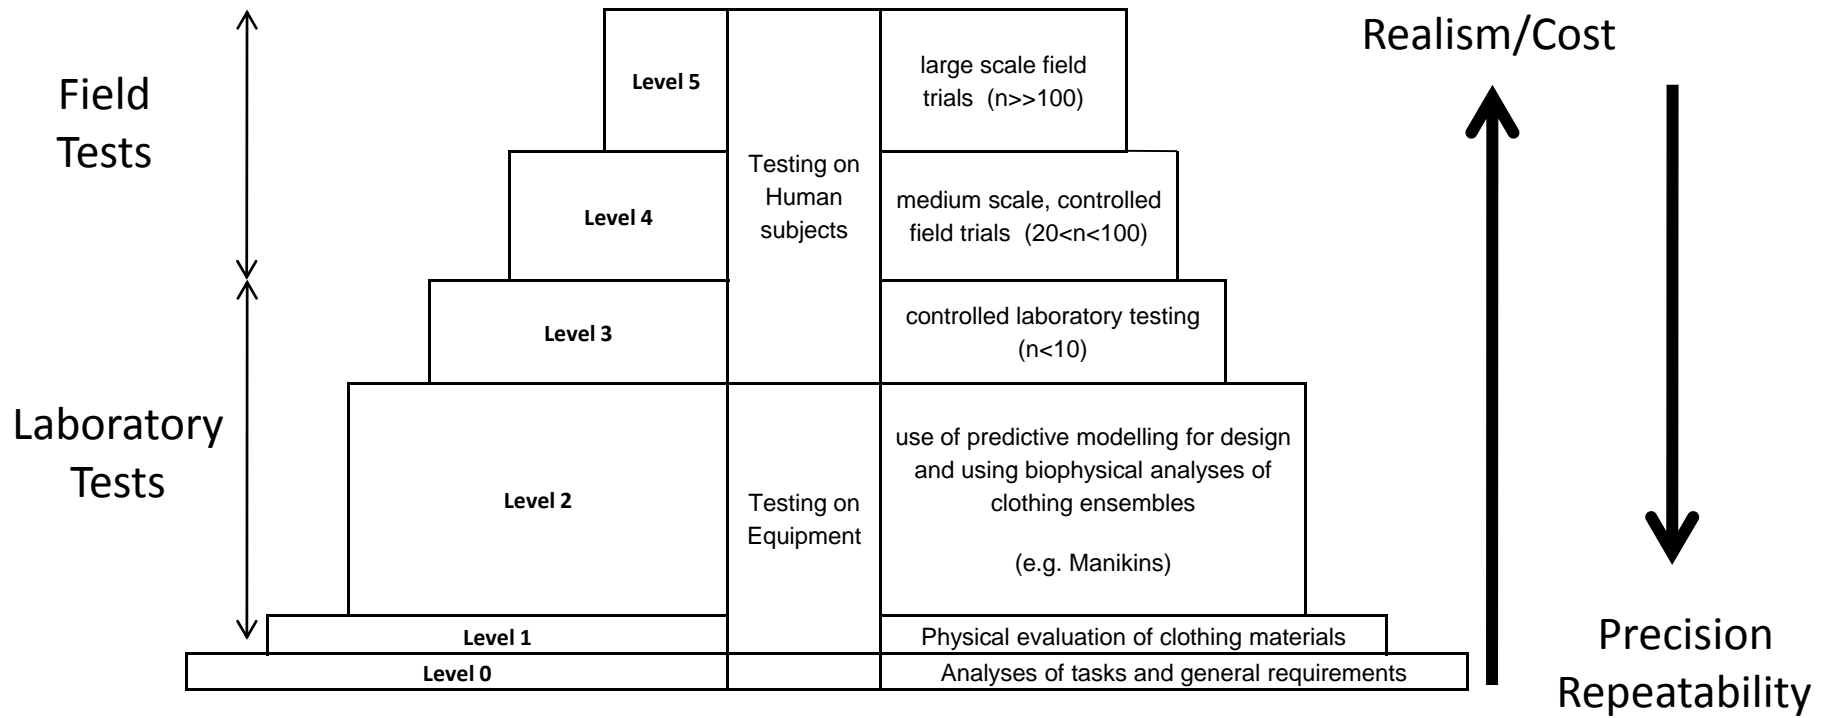 Realism/Cost
Field
Tests
Level 5
large scale field
trials (n>>100)
Testing on
Human
subjects
Level 4
medium scale, controlled
field trials (20<n<100)
Level 3
controlled laboratory testing
(n<10)
Laboratory
Tests
Level 2
Testing on
Equipment
use of predictive modelling for design
and using biophysical analyses of
clothing ensembles
(e.g. Manikins)
Level 1
Physical evaluation of clothing materials
Level 0
Analyses of tasks and general requirements
Precision
Repeatability